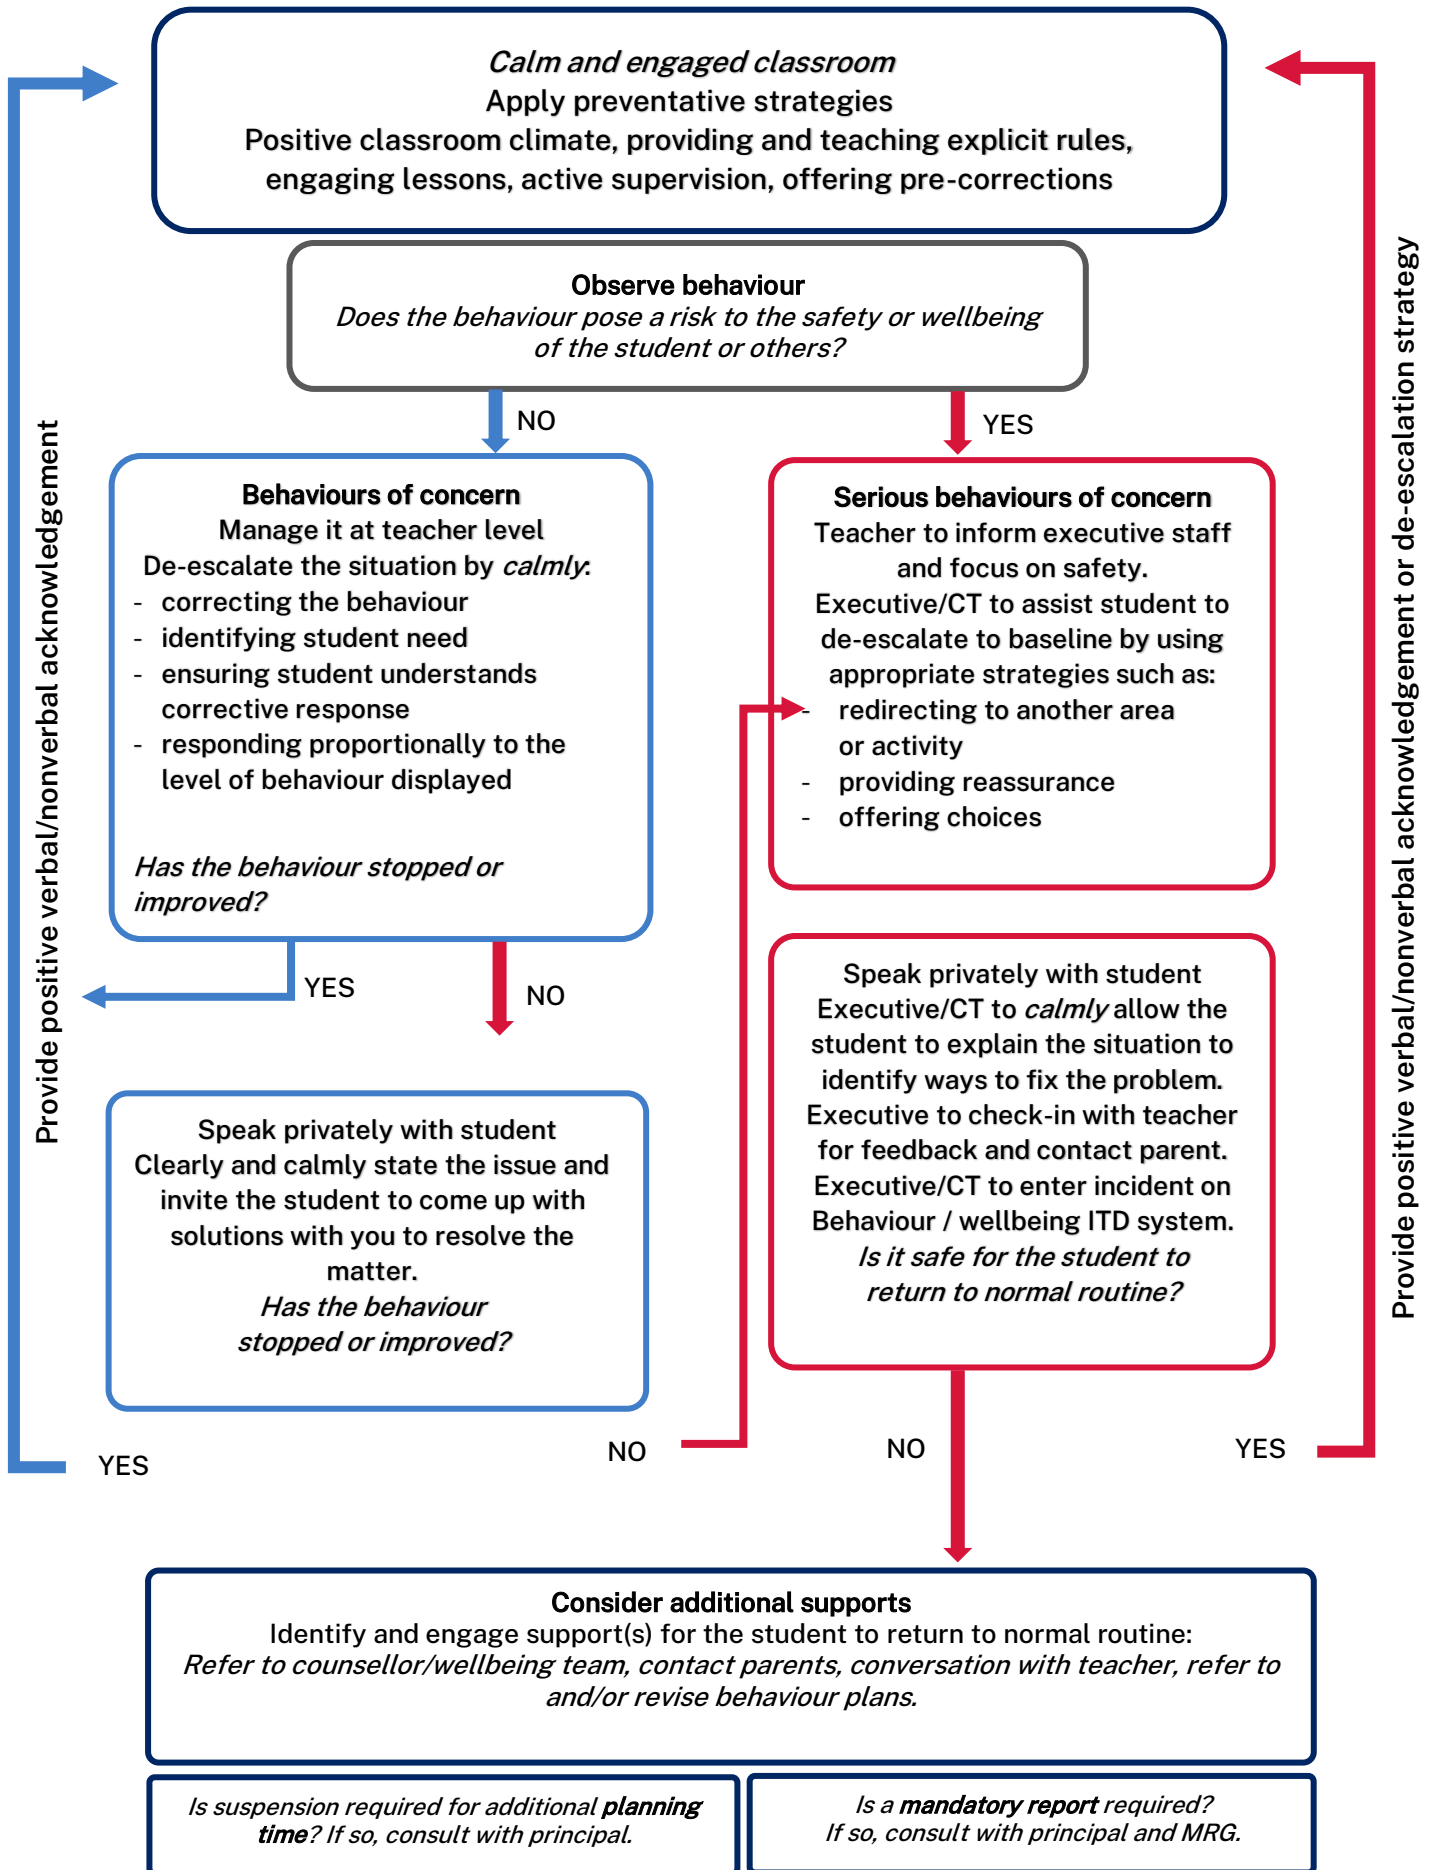 Calm and engaged classroom
Apply preventative strategies
Positive classroom climate, providing and teaching explicit rules,
engaging lessons, active supervision, offering pre-corrections
Observe behaviour
Does the behaviour pose a risk to the safety or wellbeing
of the student or others?
NO
YES
Behaviours of concern
Manage it at teacher level
De-escalate the situation by calmly:
- correcting the behaviour
- identifying student need
- ensuring student understands
corrective response
- responding proportionally to the
level of behaviour displayed
Has the behaviour stopped or
improved?
YES
NO
Serious behaviours of concern
Teacher to inform executive staff
and focus on safety.
Executive/CT to assist student to
de-escalate to baseline by using
appropriate strategies such as:
- redirecting to another area
or activity
- providing reassurance
- offering choices
Speak privately with student
Clearly and calmly state the issue and
invite the student to come up with
solutions with you to resolve the
matter.
Has the behaviour
stopped or improved?
YES
NO
Speak privately with student
Executive/CT to calmly allow the
student to explain the situation to
identify ways to fix the problem.
Executive to check-in with teacher
for feedback and contact parent.
Executive/CT to enter incident on
Behaviour / wellbeing ITD system.
Is it safe for the student to
return to normal routine?
NO
YES
Provide positive verbal/nonverbal acknowledgement
Provide positive verbal/nonverbal acknowledgement or de-escalation strategy
Consider additional supports
Identify and engage support(s) for the student to return to normal routine:
Refer to counsellor/wellbeing team, contact parents, conversation with teacher, refer to
and/or revise behaviour plans.
Is suspension required for additional planning
time? If so, consult with principal.
Is a mandatory report required?
If so, consult with principal and MRG.